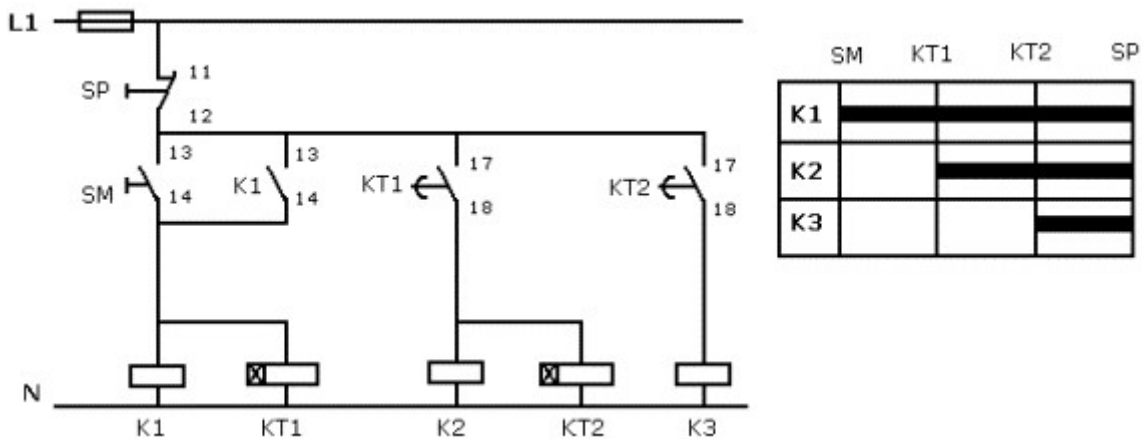 L1
SP 11
12
13 13 17 17
SM K1 KT1 KT2
14 14 18 18
N
K1 KT1 K2 KT2 K3
SM KT1 KT2 SP
K1
K2
K3